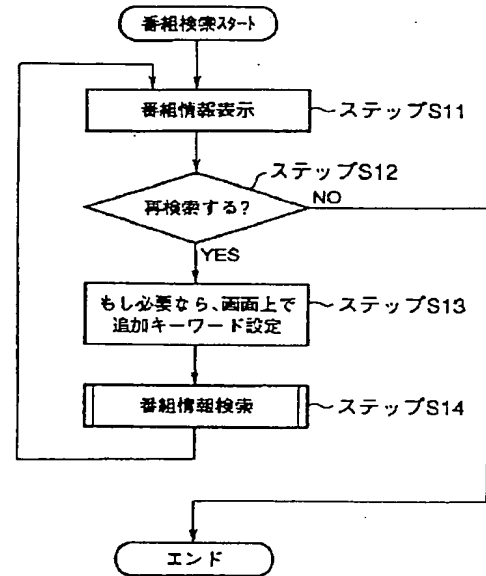 番組検索スタート
番組情報表示
ステップS11
ステップS12
再検索する?
NO
YES
もし必要なら、画面上で
追加キーワード設定
ステップS13
番組情報検索
ステップS14
エンド